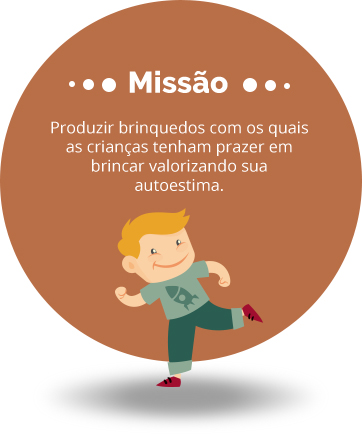 Missão
Produzir brinquedos com os quais
as crianças tenham prazer em
brincar valorizando sua
autoestima.